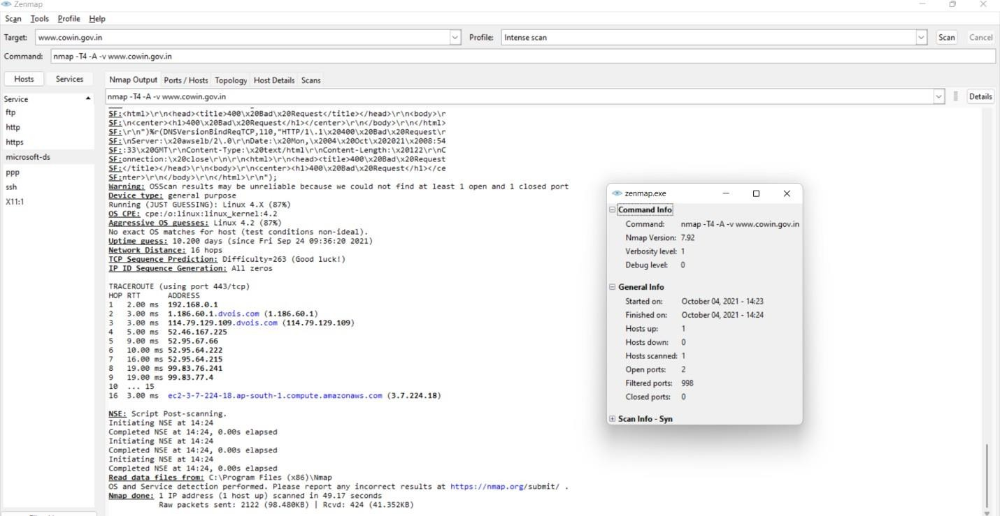 Zenmap
Scan Tools Profile Help
Target: www.cowin.gov.in Profile: Intense scan Scan Cancel
Command: nmap -T4 -A -v www.cowin.gov.in
Hosts Services
Service
ftp
http
https
microsoft-ds
ppp
ssh
X11:1
Nmap Output Ports / Hosts Topology Host Details Scans
nmap -T4 -A -v www.cowin.gov.in Details
SF:<html>\r\n<head><title>400\x20Bad\x20Request</title></head>\r\n<body>\r
SF:\n<center><h1>400\x20Bad\x20Request</h1></center>\r\n</body>\r\n</html>
SF:\r\n")%r(DNSVersionBindReqTCP,110,"HTTP/1\.1\x20400\x20Bad\x20Request\r
SF:\nServer:\x20awselb/2\.0\r\nDate:\x20Mon,\x2004\x20Oct\x202021\x2008:54
SF::33\x20GMT\r\nContent-Type:\x20text/html\r\nContent-Length:\x20122\r\nC
SF:onnection:\x20close\r\n\r\n<html>\r\n<head><title>400\x20Bad\x20Request
SF:</title></head>\r\n<body>\r\n<center><h1>400\x20Bad\x20Request</h1></ce
SF:nter>\r\n</body>\r\n</html>\r\n");
Warning: OSScan results may be unreliable because we could not find at least 1 open and 1 closed port
Device type: general purpose
Running (JUST GUESSING): Linux 4.X (87%)
OS CPE: cpe:/o:linux:linux_kernel:4.2
Aggressive OS guesses: Linux 4.2 (87%)
No exact OS matches for host (test conditions non-ideal).
Uptime guess: 10.200 days (since Fri Sep 24 09:36:20 2021)
Network Distance: 16 hops
TCP Sequence Prediction: Difficulty=263 (Good luck!)
IP ID Sequence Generation: All zeros
TRACEROUTE (using port 443/tcp)
HOP RTT ADDRESS
1 2.00 ms 192.168.0.1
2 3.00 ms 1.186.60.1.dvois.com (1.186.60.1)
3 3.00 ms 114.79.129.109.dvois.com (114.79.129.109)
4 5.00 ms 52.46.167.225
5 9.00 ms 52.95.67.66
6 10.00 ms 52.95.64.222
7 16.00 ms 52.95.64.215
8 19.00 ms 99.83.76.241
9 19.00 ms 99.83.77.4
10 ... 15
16 3.00 ms ec2-3-7-224-18.ap-south-1.compute.amazonaws.com (3.7.224.18)
NSE: Script Post-scanning.
Initiating NSE at 14:24
Completed NSE at 14:24, 0.00s elapsed
Initiating NSE at 14:24
Completed NSE at 14:24, 0.00s elapsed
Initiating NSE at 14:24
Completed NSE at 14:24, 0.00s elapsed
Read data files from: C:\Program Files (x86)\Nmap
OS and Service detection performed. Please report any incorrect results at https://nmap.org/submit/ .
Nmap done: 1 IP address (1 host up) scanned in 49.17 seconds
Raw packets sent: 2122 (98.480KB) | Rcvd: 424 (41.352KB)
zenmap.exe
Command Info
Command: nmap -T4 -A -v www.cowin.gov.in
Nmap Version: 7.92
Verbosity level: 1
Debug level: 0
General Info
Started on: October 04, 2021 - 14:23
Finished on: October 04, 2021 - 14:24
Hosts up: 1
Hosts down: 0
Hosts scanned: 1
Open ports: 2
Filtered ports: 998
Closed ports: 0
Scan Info - Syn